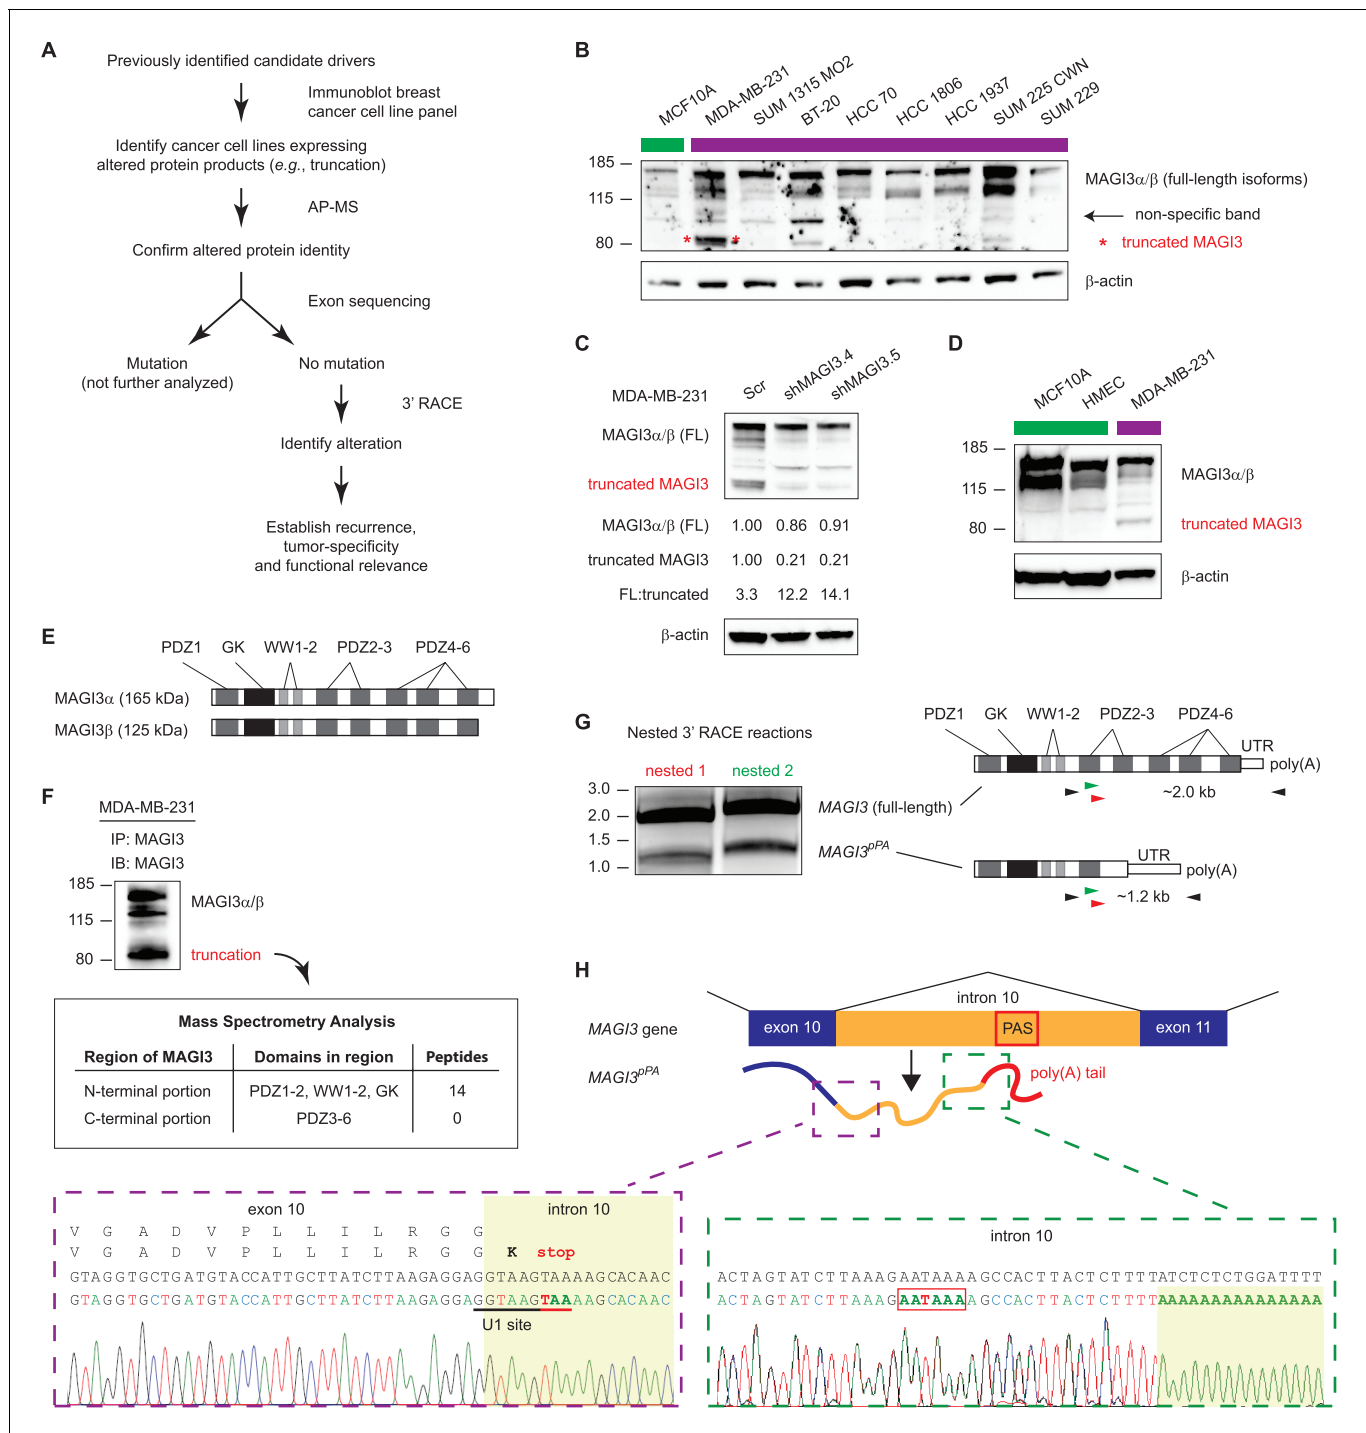 A
Previously identified candidate drivers
Immunoblot breast
cancer cell line panel
Identify cancer cell lines expressing
altered protein products (e.g., truncation)
AP-MS
Confirm altered protein identity
Exon sequencing
Mutation
(not further analyzed)
No mutation
3' RACE
Identify alteration
Establish recurrence,
tumor-specificity
and functional relevance
B
MCF10A
MDA-MB-231
SUM 1315 MO2
BT-20
HCC 70
HCC 1806
HCC 1937
SUM 225 CWN
SUM 229
185
115
80
MAGI3α/β (full-length isoforms)
non-specific band
* truncated MAGI3
* *
β-actin
C
MDA-MB-231
Scr
shMAGI3.4
shMAGI3.5
MAGI3α/β (FL)
truncated MAGI3
MAGI3α/β (FL) 1.00 0.86 0.91
truncated MAGI3 1.00 0.21 0.21
FL:truncated 3.3 12.2 14.1
β-actin
D
MCF10A
HMEC
MDA-MB-231
185
115
80
MAGI3α/β
truncated MAGI3
β-actin
E
PDZ1 GK WW1-2 PDZ2-3 PDZ4-6
MAGI3α (165 kDa)
MAGI3β (125 kDa)
F
MDA-MB-231
IP: MAGI3
IB: MAGI3
185
115
80
MAGI3α/β
truncation
Mass Spectrometry Analysis
Region of MAGI3 Domains in region Peptides
N-terminal portion PDZ1-2, WW1-2, GK 14
C-terminal portion PDZ3-6 0
G
Nested 3' RACE reactions
nested 1 nested 2
3.0
2.0
1.5
1.0
MAGI3 (full-length)
MAGI3pPA
PDZ1 GK WW1-2 PDZ2-3 PDZ4-6
UTR
poly(A)
~2.0 kb
UTR
poly(A)
~1.2 kb
H
intron 10
MAGI3 gene
exon 10 PAS exon 11
MAGI3pPA
poly(A) tail
exon 10 intron 10
V G A D V P L L I L R G G
V G A D V P L L I L R G G K stop
GTAGGTGCTGATGTACCATTGCTTATCTTAAGAGGAGGTAAGTAAAAGCACAAC
GTAGGTGCTGATGTACCATTGCTTATCTTAAGAGGAGGTAAGTAAAAGCACAAC
U1 site
intron 10
ACTAGTATCTTAAAGAATAAAAGCCACTTACTCTTTTATCTCTCTGGATTTT
ACTAGTATCTTAAAGAATAAAAGCCACTTACTCTTTTAAAAAAAAAAAAAAA